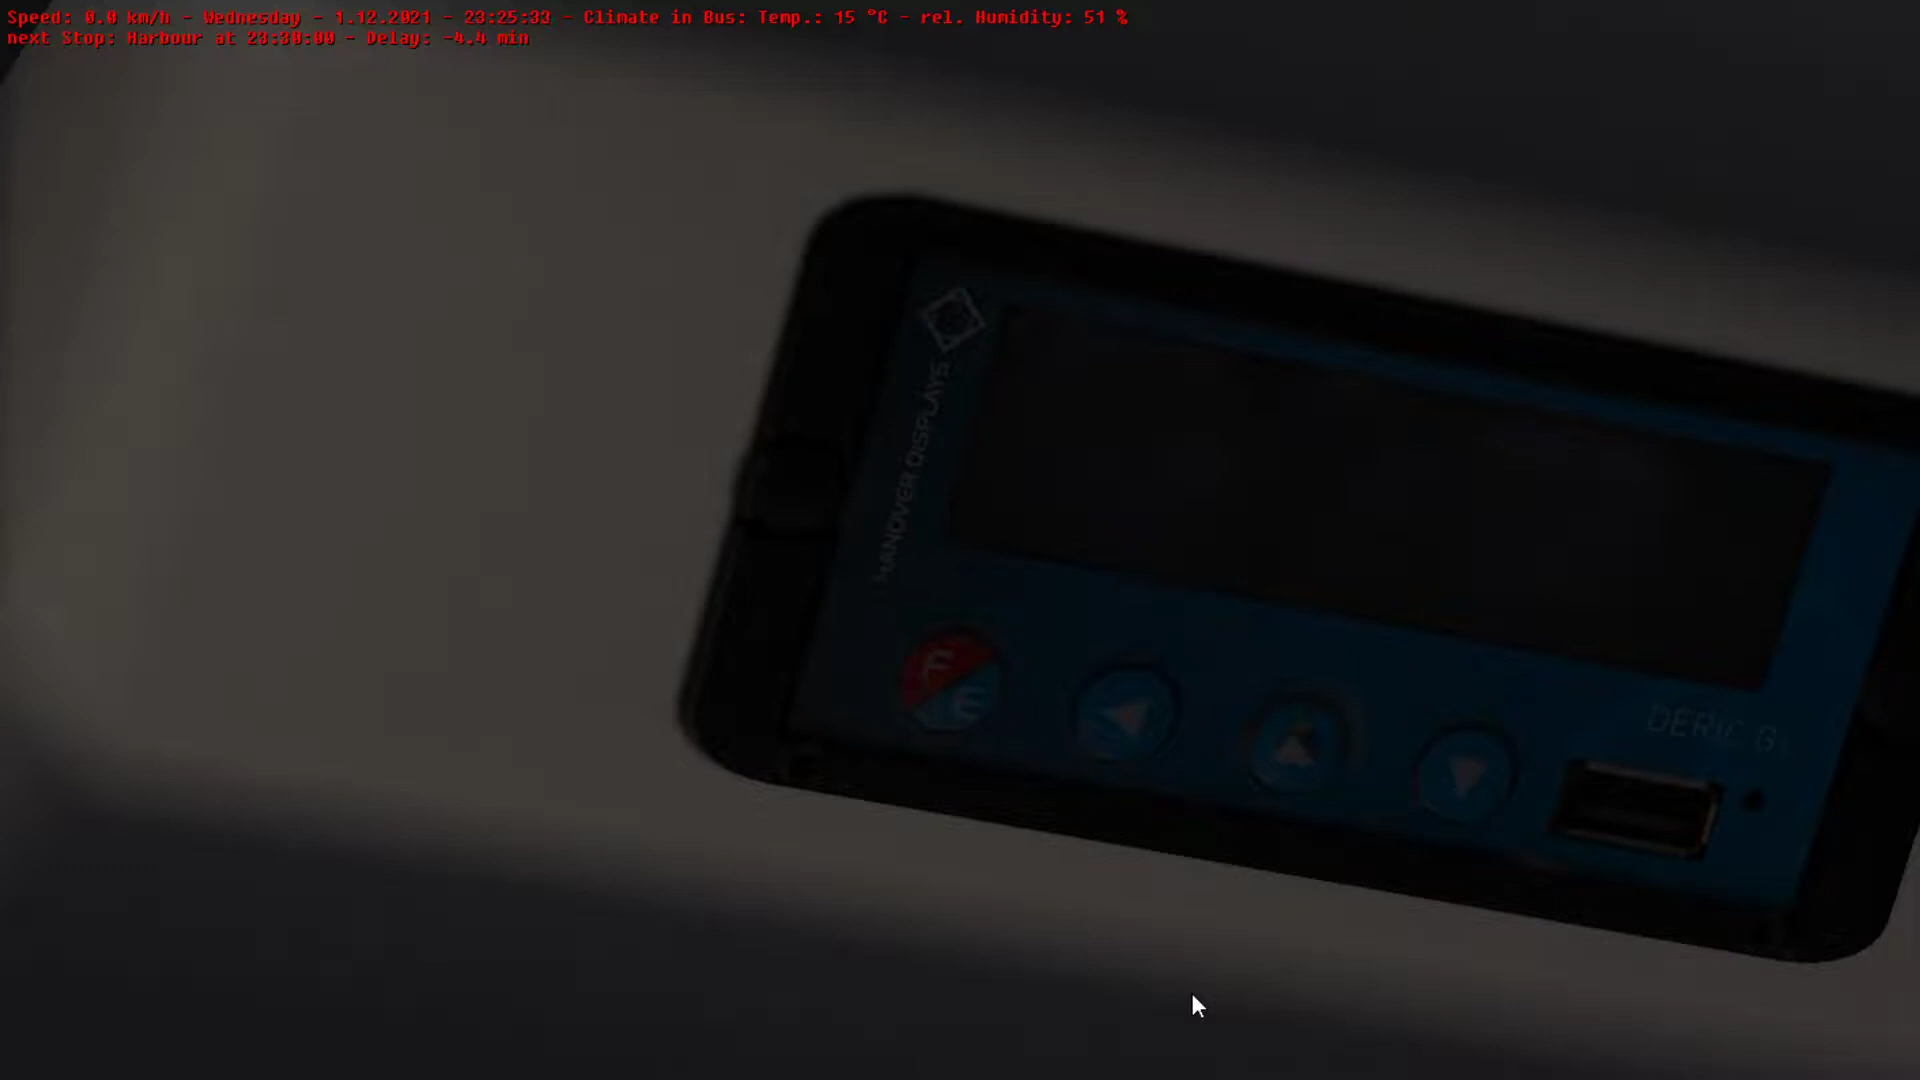 Speed: 0.0 km/h - Wednesday - 1.12.2021 - 23:25:33 - Climate in Bus: Temp.: 15 °C - rel. Humidity: 51 %
next Stop: Harbour at 23:30:00 - Delay: -4.4 min
HANOVER DISPLAYS
F
E